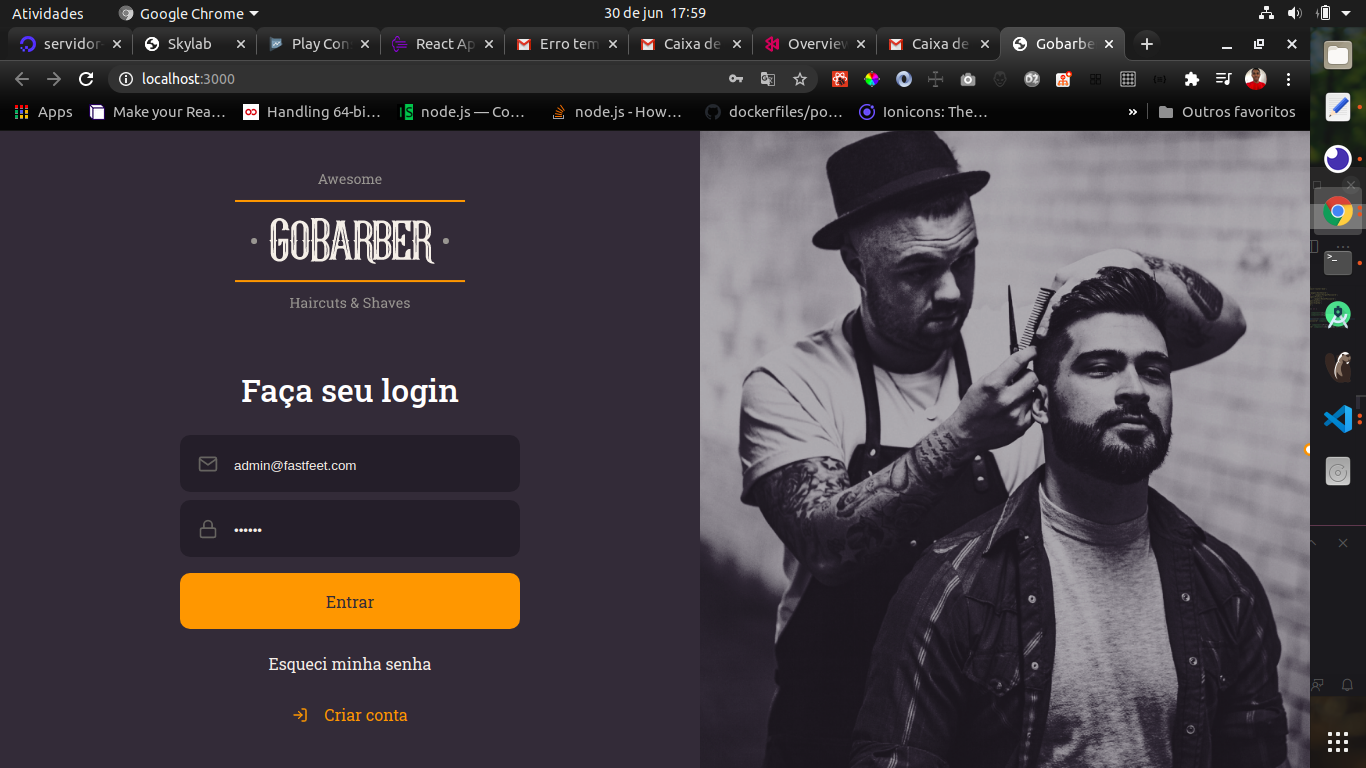 Atividades
Google Chrome
30 de jun 17:59
servidor
Skylab
Play Con
React Ap
Erro tem
Caixa de
Overview
Caixa de
Gobarbe
localhost:3000
Apps
Make your Rea…
Handling 64-bi…
node.js — Co…
node.js - How…
dockerfiles/po…
Ionicons: The…
»
Outros favoritos
Awesome
GOBARBER
Haircuts & Shaves
Faça seu login
admin@fastfeet.com
••••••
Entrar
Esqueci minha senha
Criar conta